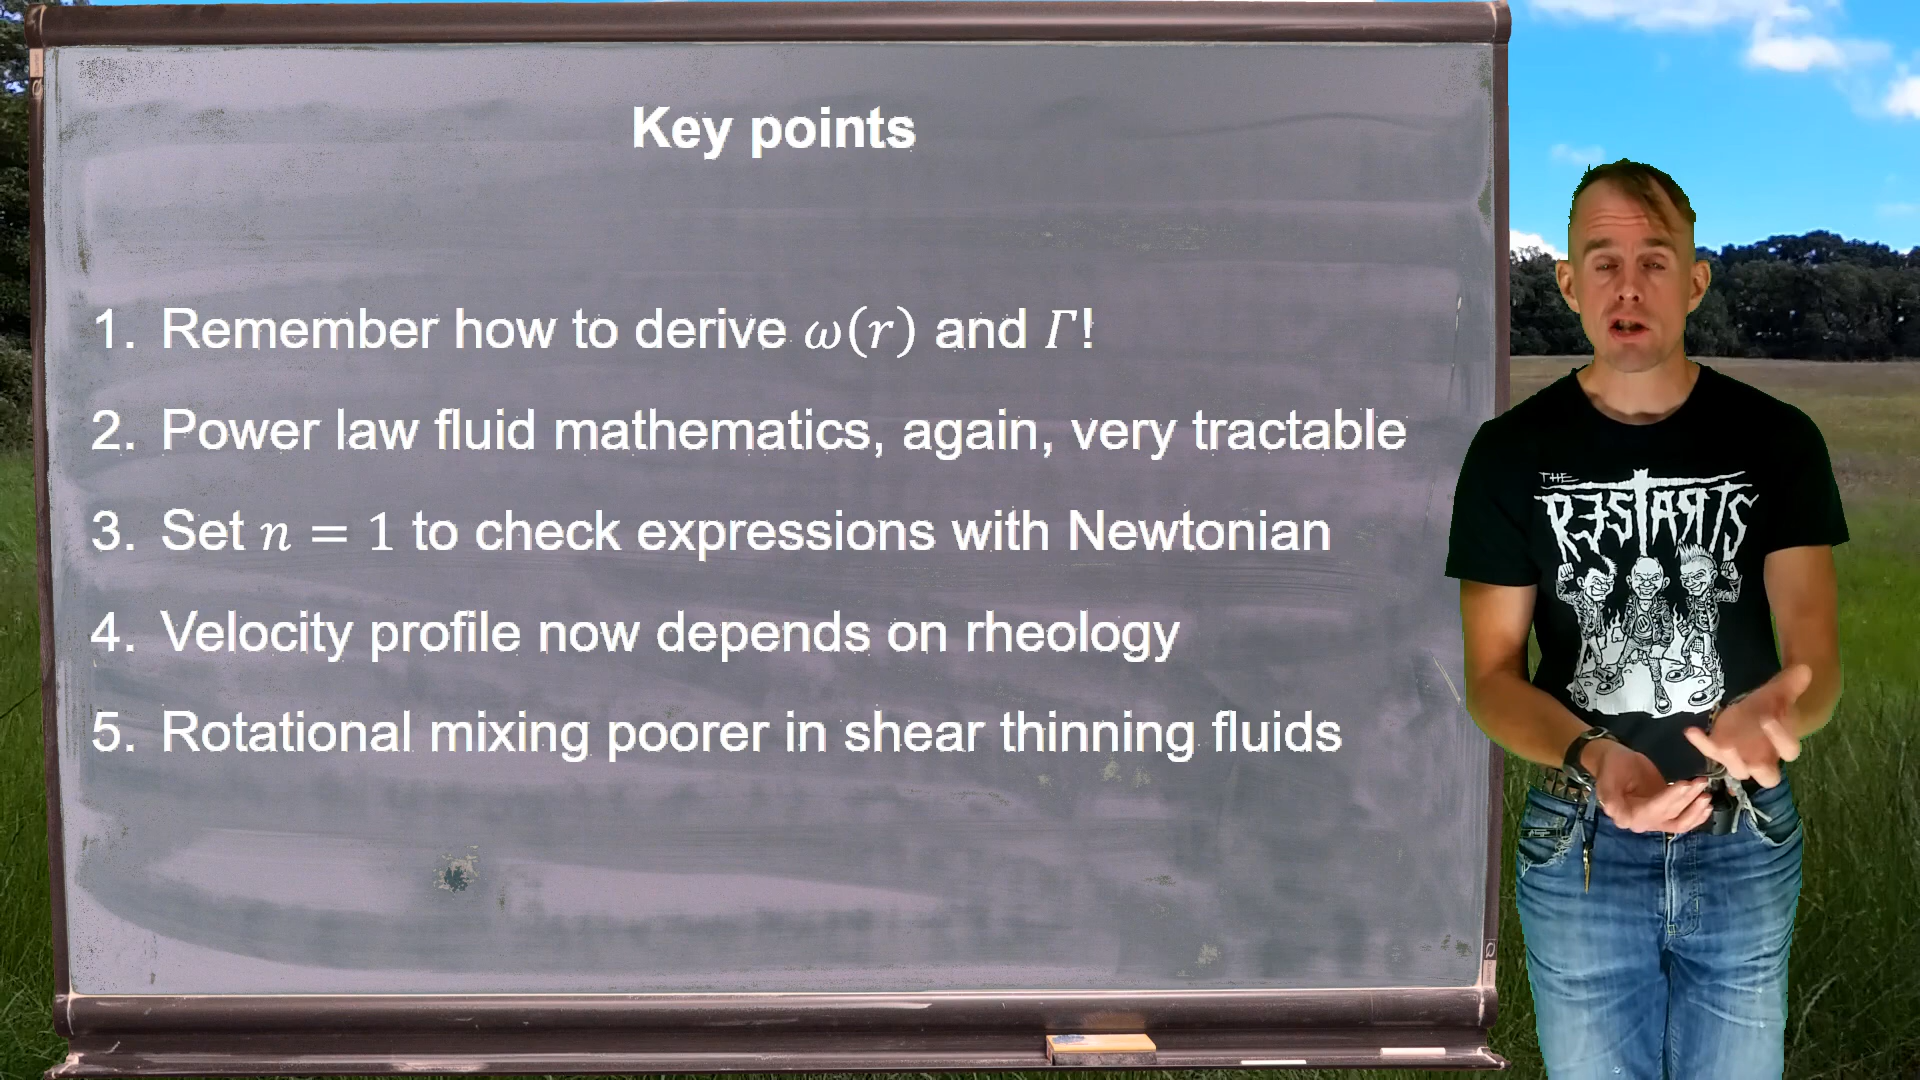 Key points
1. Remember how to derive ω(r) and Γ!
2. Power law fluid mathematics, again, very tractable
3. Set n = 1 to check expressions with Newtonian
4. Velocity profile now depends on rheology
5. Rotational mixing poorer in shear thinning fluids
THE
RESTARTS